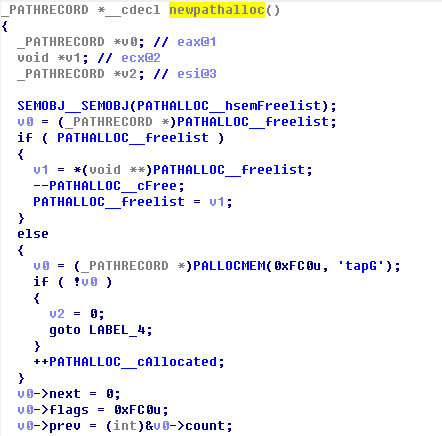 _PATHRECORD *__cdecl newpathalloc()
{
  _PATHRECORD *v0; // eax@1
  void *v1; // ecx@2
  _PATHRECORD *v2; // esi@3

  SEMOBJ__SEMOBJ(PATHALLOC__hsemFreelist);
  v0 = (_PATHRECORD *)PATHALLOC__freelist;
  if ( PATHALLOC__freelist )
  {
    v1 = *(void **)PATHALLOC__freelist;
    --PATHALLOC__cFree;
    PATHALLOC__freelist = v1;
  }
  else
  {
    v0 = (_PATHRECORD *)PALLOCMEM(0xFC0u, 'tapG');
    if ( !v0 )
    {
      v2 = 0;
      goto LABEL_4;
    }
    ++PATHALLOC__cAllocated;
  }
  v0->next = 0;
  v0->flags = 0xFC0u;
  v0->prev = (int)&v0->count;